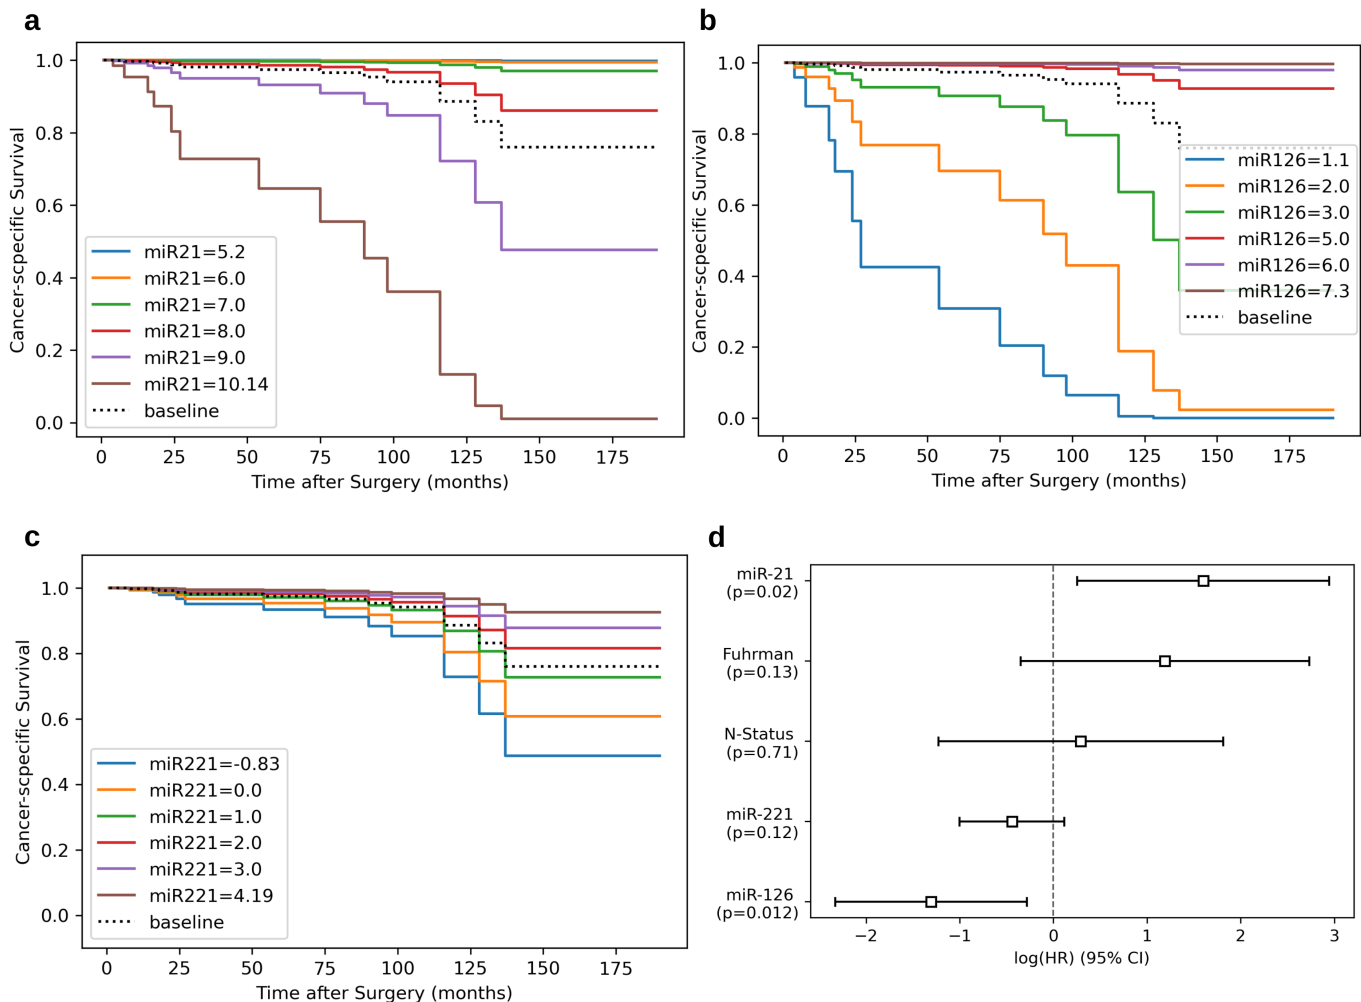 a
1.0
0.8
0.6
0.4
0.2
0.0
Cancer-scpecific Survival
miR21=5.2
miR21=6.0
miR21=7.0
miR21=8.0
miR21=9.0
miR21=10.14
baseline
0 25 50 75 100 125 150 175
Time after Surgery (months)
b
1.0
0.8
0.6
0.4
0.2
0.0
Cancer-scpecific Survival
miR126=1.1
miR126=2.0
miR126=3.0
miR126=5.0
miR126=6.0
miR126=7.3
baseline
0 25 50 75 100 125 150 175
Time after Surgery (months)
c
1.0
0.8
0.6
0.4
0.2
0.0
Cancer-scpecific Survival
miR221=-0.83
miR221=0.0
miR221=1.0
miR221=2.0
miR221=3.0
miR221=4.19
baseline
0 25 50 75 100 125 150 175
Time after Surgery (months)
d
miR-21
(p=0.02)
Fuhrman
(p=0.13)
N-Status
(p=0.71)
miR-221
(p=0.12)
miR-126
(p=0.012)
−2 −1 0 1 2 3
log(HR) (95% CI)